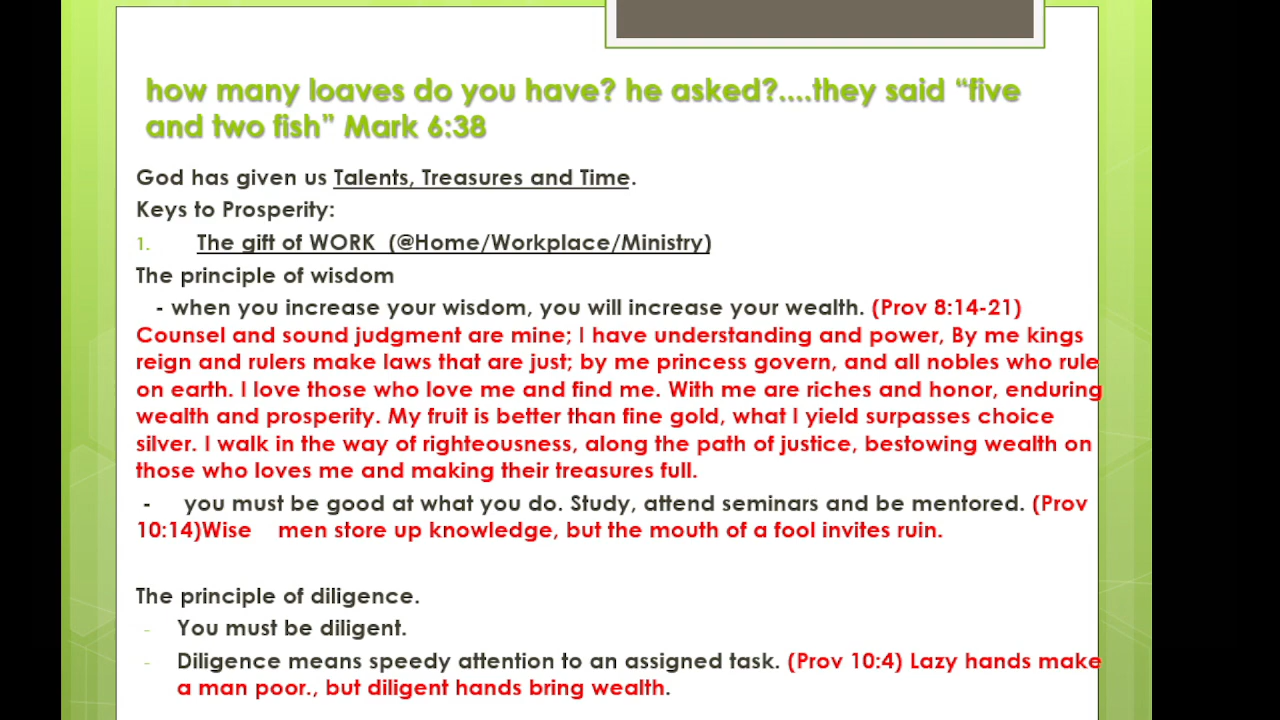 how many loaves do you have? he asked?....they said “five
and two fish” Mark 6:38
God has given us Talents, Treasures and Time.
Keys to Prosperity:
1. The gift of WORK (@Home/Workplace/Ministry)
The principle of wisdom
- when you increase your wisdom, you will increase your wealth. (Prov 8:14-21)
Counsel and sound judgment are mine; I have understanding and power, By me kings
reign and rulers make laws that are just; by me princess govern, and all nobles who rule
on earth. I love those who love me and find me. With me are riches and honor, enduring
wealth and prosperity. My fruit is better than fine gold, what I yield surpasses choice
silver. I walk in the way of righteousness, along the path of justice, bestowing wealth on
those who loves me and making their treasures full.
- you must be good at what you do. Study, attend seminars and be mentored. (Prov
10:14)Wise men store up knowledge, but the mouth of a fool invites ruin.
The principle of diligence.
- You must be diligent.
- Diligence means speedy attention to an assigned task. (Prov 10:4) Lazy hands make
a man poor., but diligent hands bring wealth.